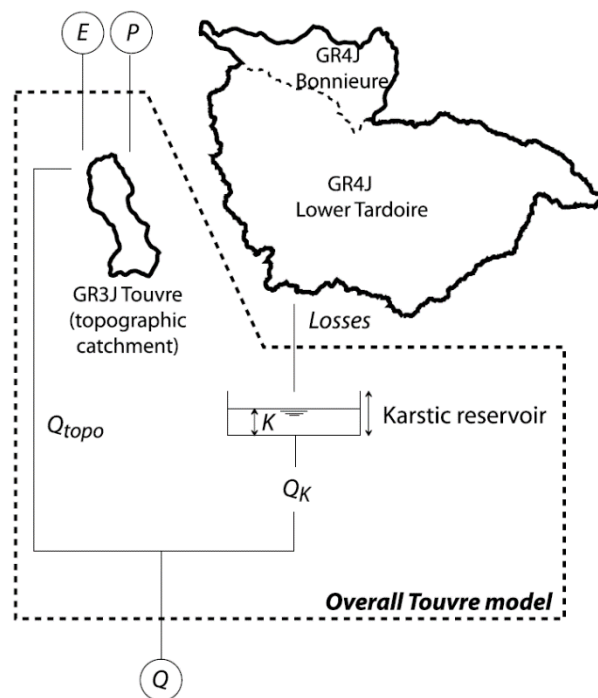 E
P
GR4J
Bonnieure
GR4J
Lower Tardoire
GR3J Touvre
(topographic
catchment)
Losses
K
Karstic reservoir
Qtopo
QK
Overall Touvre model
Q